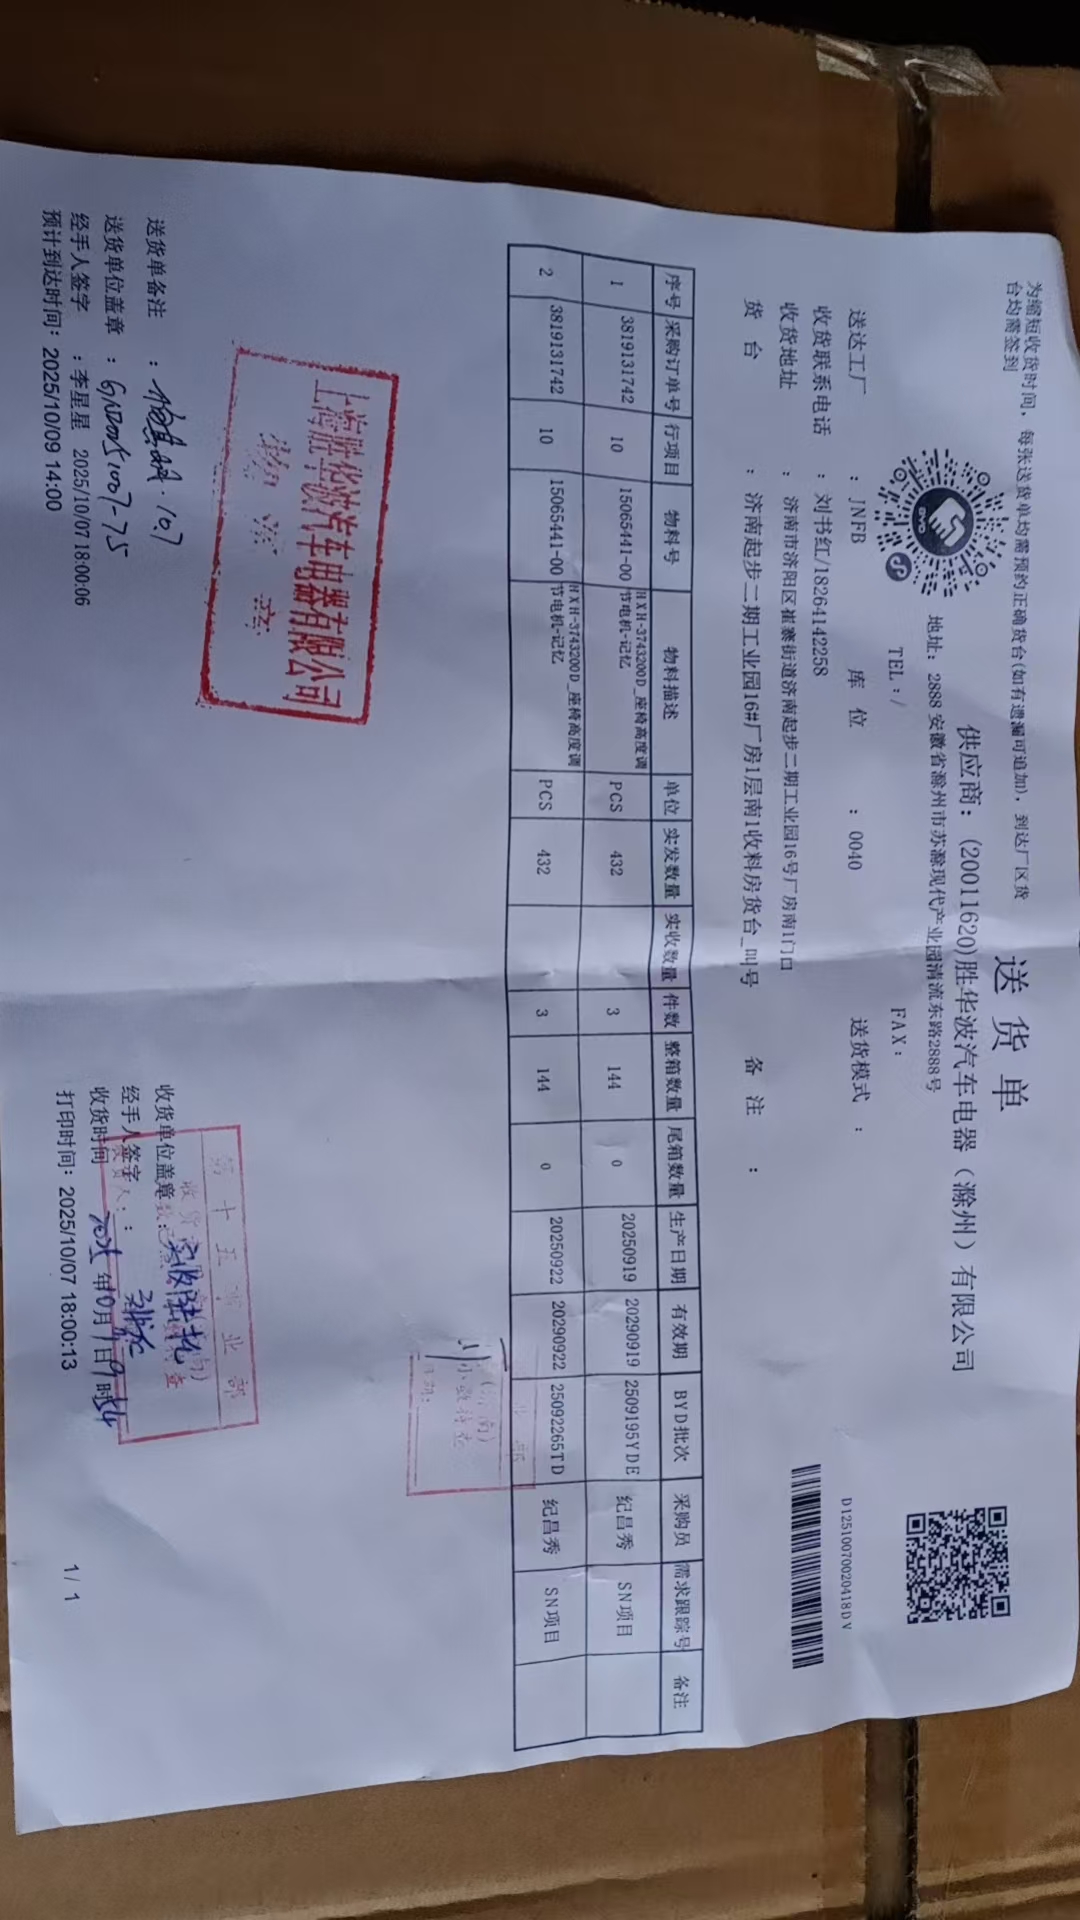 为缩短收货时间，每张送货单均需预约正确货台(如有遗漏可追加)，到达厂区货
台均需签到
送货单
供应商：(20011620)胜华波汽车电器（滁州）有限公司
地址：2888 安徽省滁州市苏滁现代产业园清流东路2888号
TEL：/ FAX：
BYD
D12510070020418DV
送达工厂 ：JNFB 库位 ：0040 送货模式 ：
收货联系电话 ：刘书红/18264142258
收货地址 ：济南市济阳区崔寨街道济南起步二期工业园16号厂房南1门口
货台 ：济南起步二期工业园16#厂房1层南1收料房货台_叫号 备注 ：
序号 采购订单号 行项目 物料号 物料描述 单位 实发数量 实收数量 件数 整箱数量 尾箱数量 生产日期 有效期 BYD批次 采购员 需求跟踪号 备注
1 3819131742 10 15065441-00 HXH-3743200D_座椅高度调节电机-记忆 PCS 432 3 144 0 20250919 20290919 2509195YDE 纪昌秀 SN项目
2 3819131742 10 15065441-00 HXH-3743200D_座椅高度调节电机-记忆 PCS 432 3 144 0 20250922 20290922 25092265TD 纪昌秀 SN项目
上海胜华波汽车电器有限公司
第十五事业部
送货单备注 ： 10.7
送货单位盖章 ：
经手人签字 ：李星星 2025/10/07 18:00:06
预计到达时间：2025/10/09 14:00
收货单位盖章：
经手人签字 ：
收货时间
打印时间：2025/10/07 18:00:13
1/1